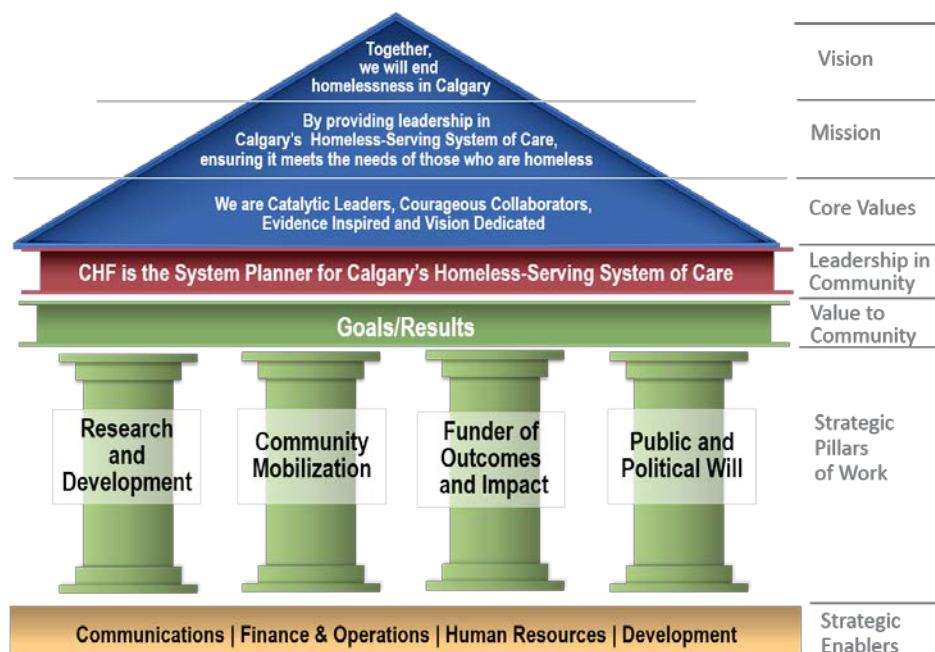 Together,
we will end
homelessness in Calgary
Vision
By providing leadership in
Calgary's Homeless-Serving System of Care,
ensuring it meets the needs of those who are homeless
Mission
We are Catalytic Leaders, Courageous Collaborators,
Evidence Inspired and Vision Dedicated
Core Values
CHF is the System Planner for Calgary's Homeless-Serving System of Care
Leadership in
Community
Goals/Results
Value to
Community
Research
and
Development
Community
Mobilization
Funder of
Outcomes
and Impact
Public and
Political Will
Strategic
Pillars
of Work
Communications | Finance & Operations | Human Resources | Development
Strategic
Enablers